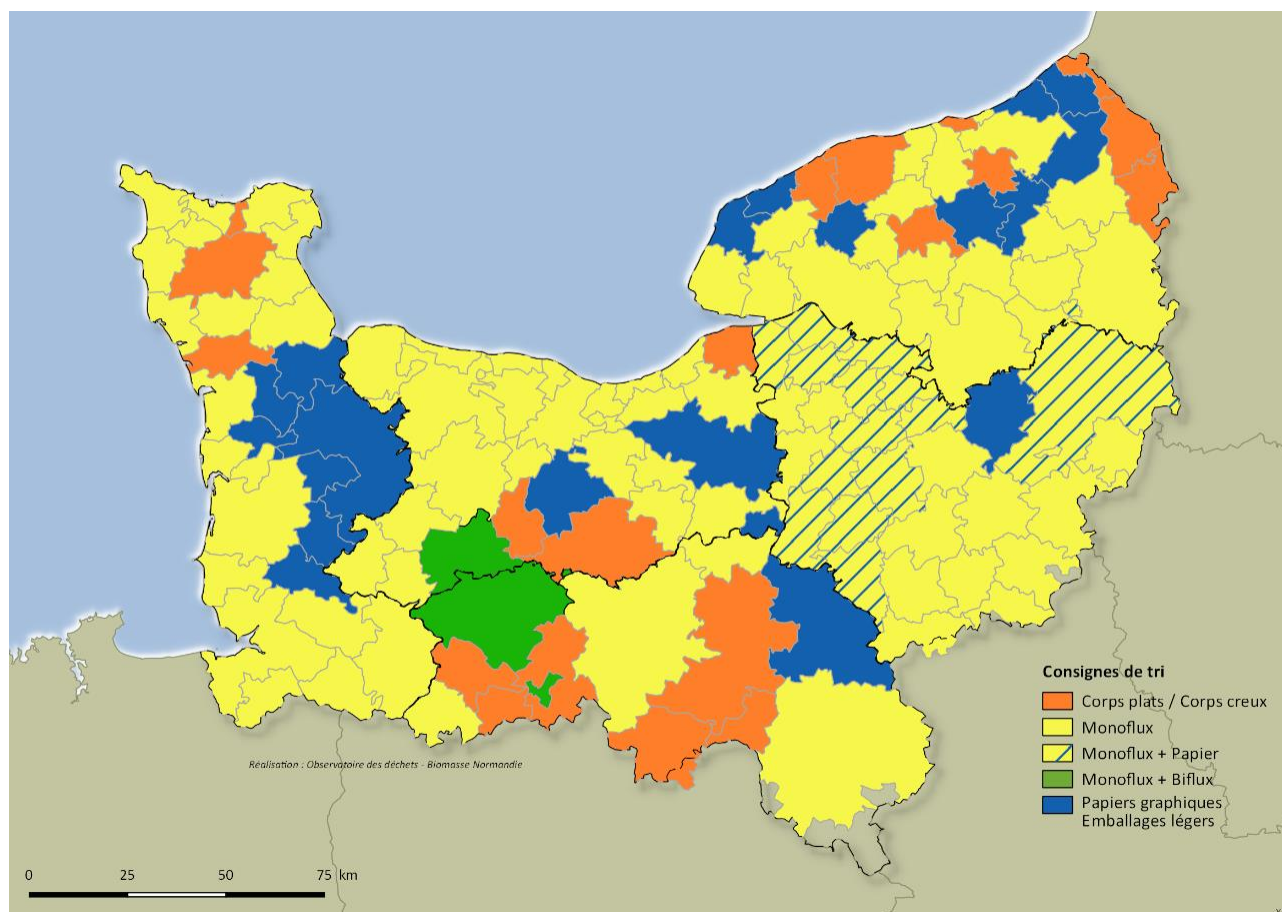 Consignes de tri
Corps plats / Corps creux
Monoflux
Monoflux + Papier
Monoflux + Biflux
Papiers graphiques
Emballages légers
Réalisation : Observatoire des déchets - Biomasse Normandie
0 25 50 75 km